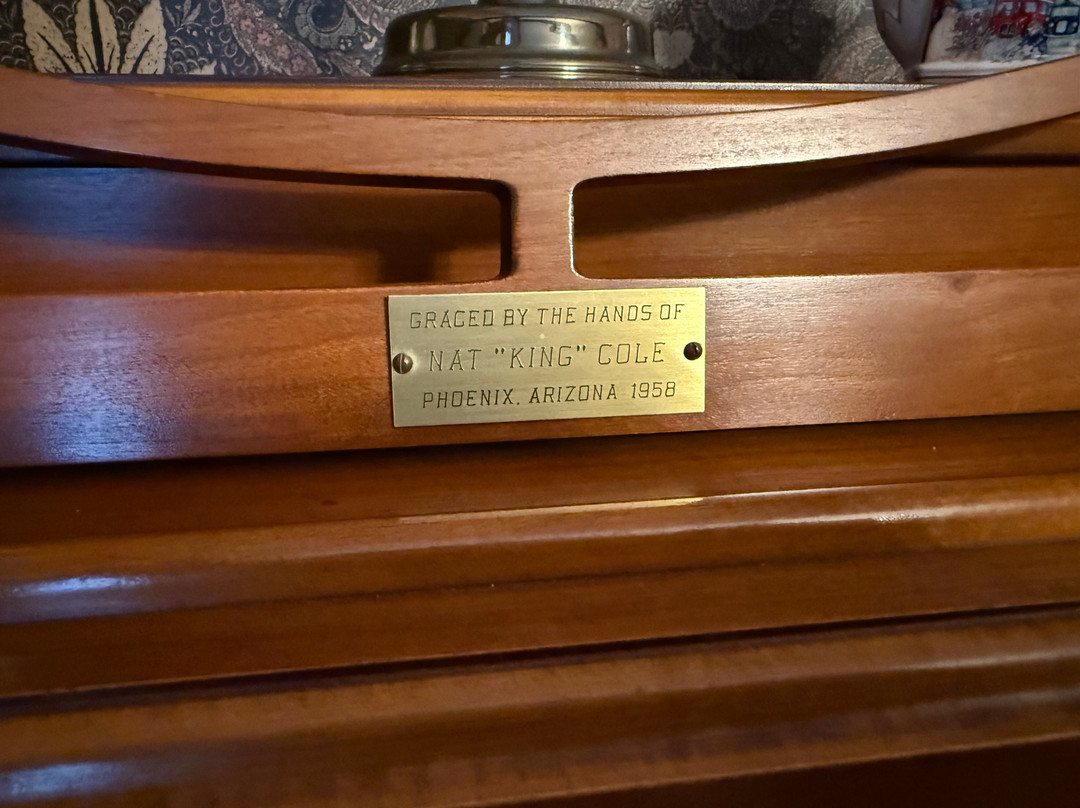 GRACED BY THE HANDS OF
NAT "KING" COLE
PHOENIX, ARIZONA 1958